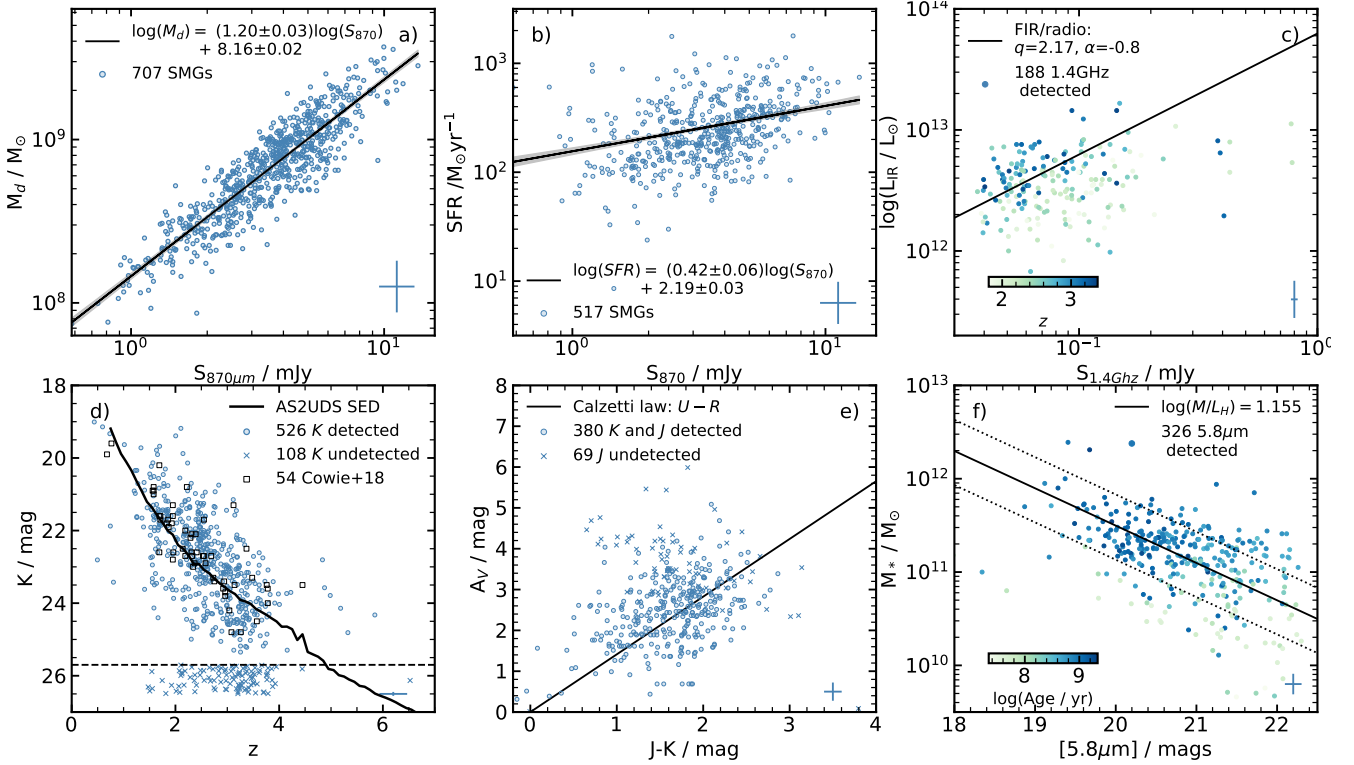 log(M_d) = (1.20±0.03)log(S_870)
+ 8.16±0.02
a)
707 SMGs
10^9
10^8
M_d / M_⊙
10^0
10^1
S_870μm / mJy
b)
10^3
10^2
10^1
SFR /M_⊙yr^−1
log(SFR) = (0.42±0.06)log(S_870)
+ 2.19±0.03
517 SMGs
10^0
10^1
S_870 / mJy
FIR/radio:
q=2.17, α=-0.8
c)
188 1.4GHz
detected
10^14
10^13
10^12
log(L_IR / L_⊙)
2
3
z
10^−1
10^0
S_1.4Ghz / mJy
d)
AS2UDS SED
526 K detected
108 K undetected
54 Cowie+18
18
20
22
24
26
K / mag
0
2
4
6
z
Calzetti law: U − R
e)
380 K and J detected
69 J undetected
8
7
6
5
4
3
2
1
0
A_V / mag
0
1
2
3
4
J-K / mag
f)
log(M/L_H) = 1.155
326 5.8μm
detected
10^13
10^12
10^11
10^10
M_* / M_⊙
8
9
log(Age / yr)
18
19
20
21
22
[5.8μm] / mags